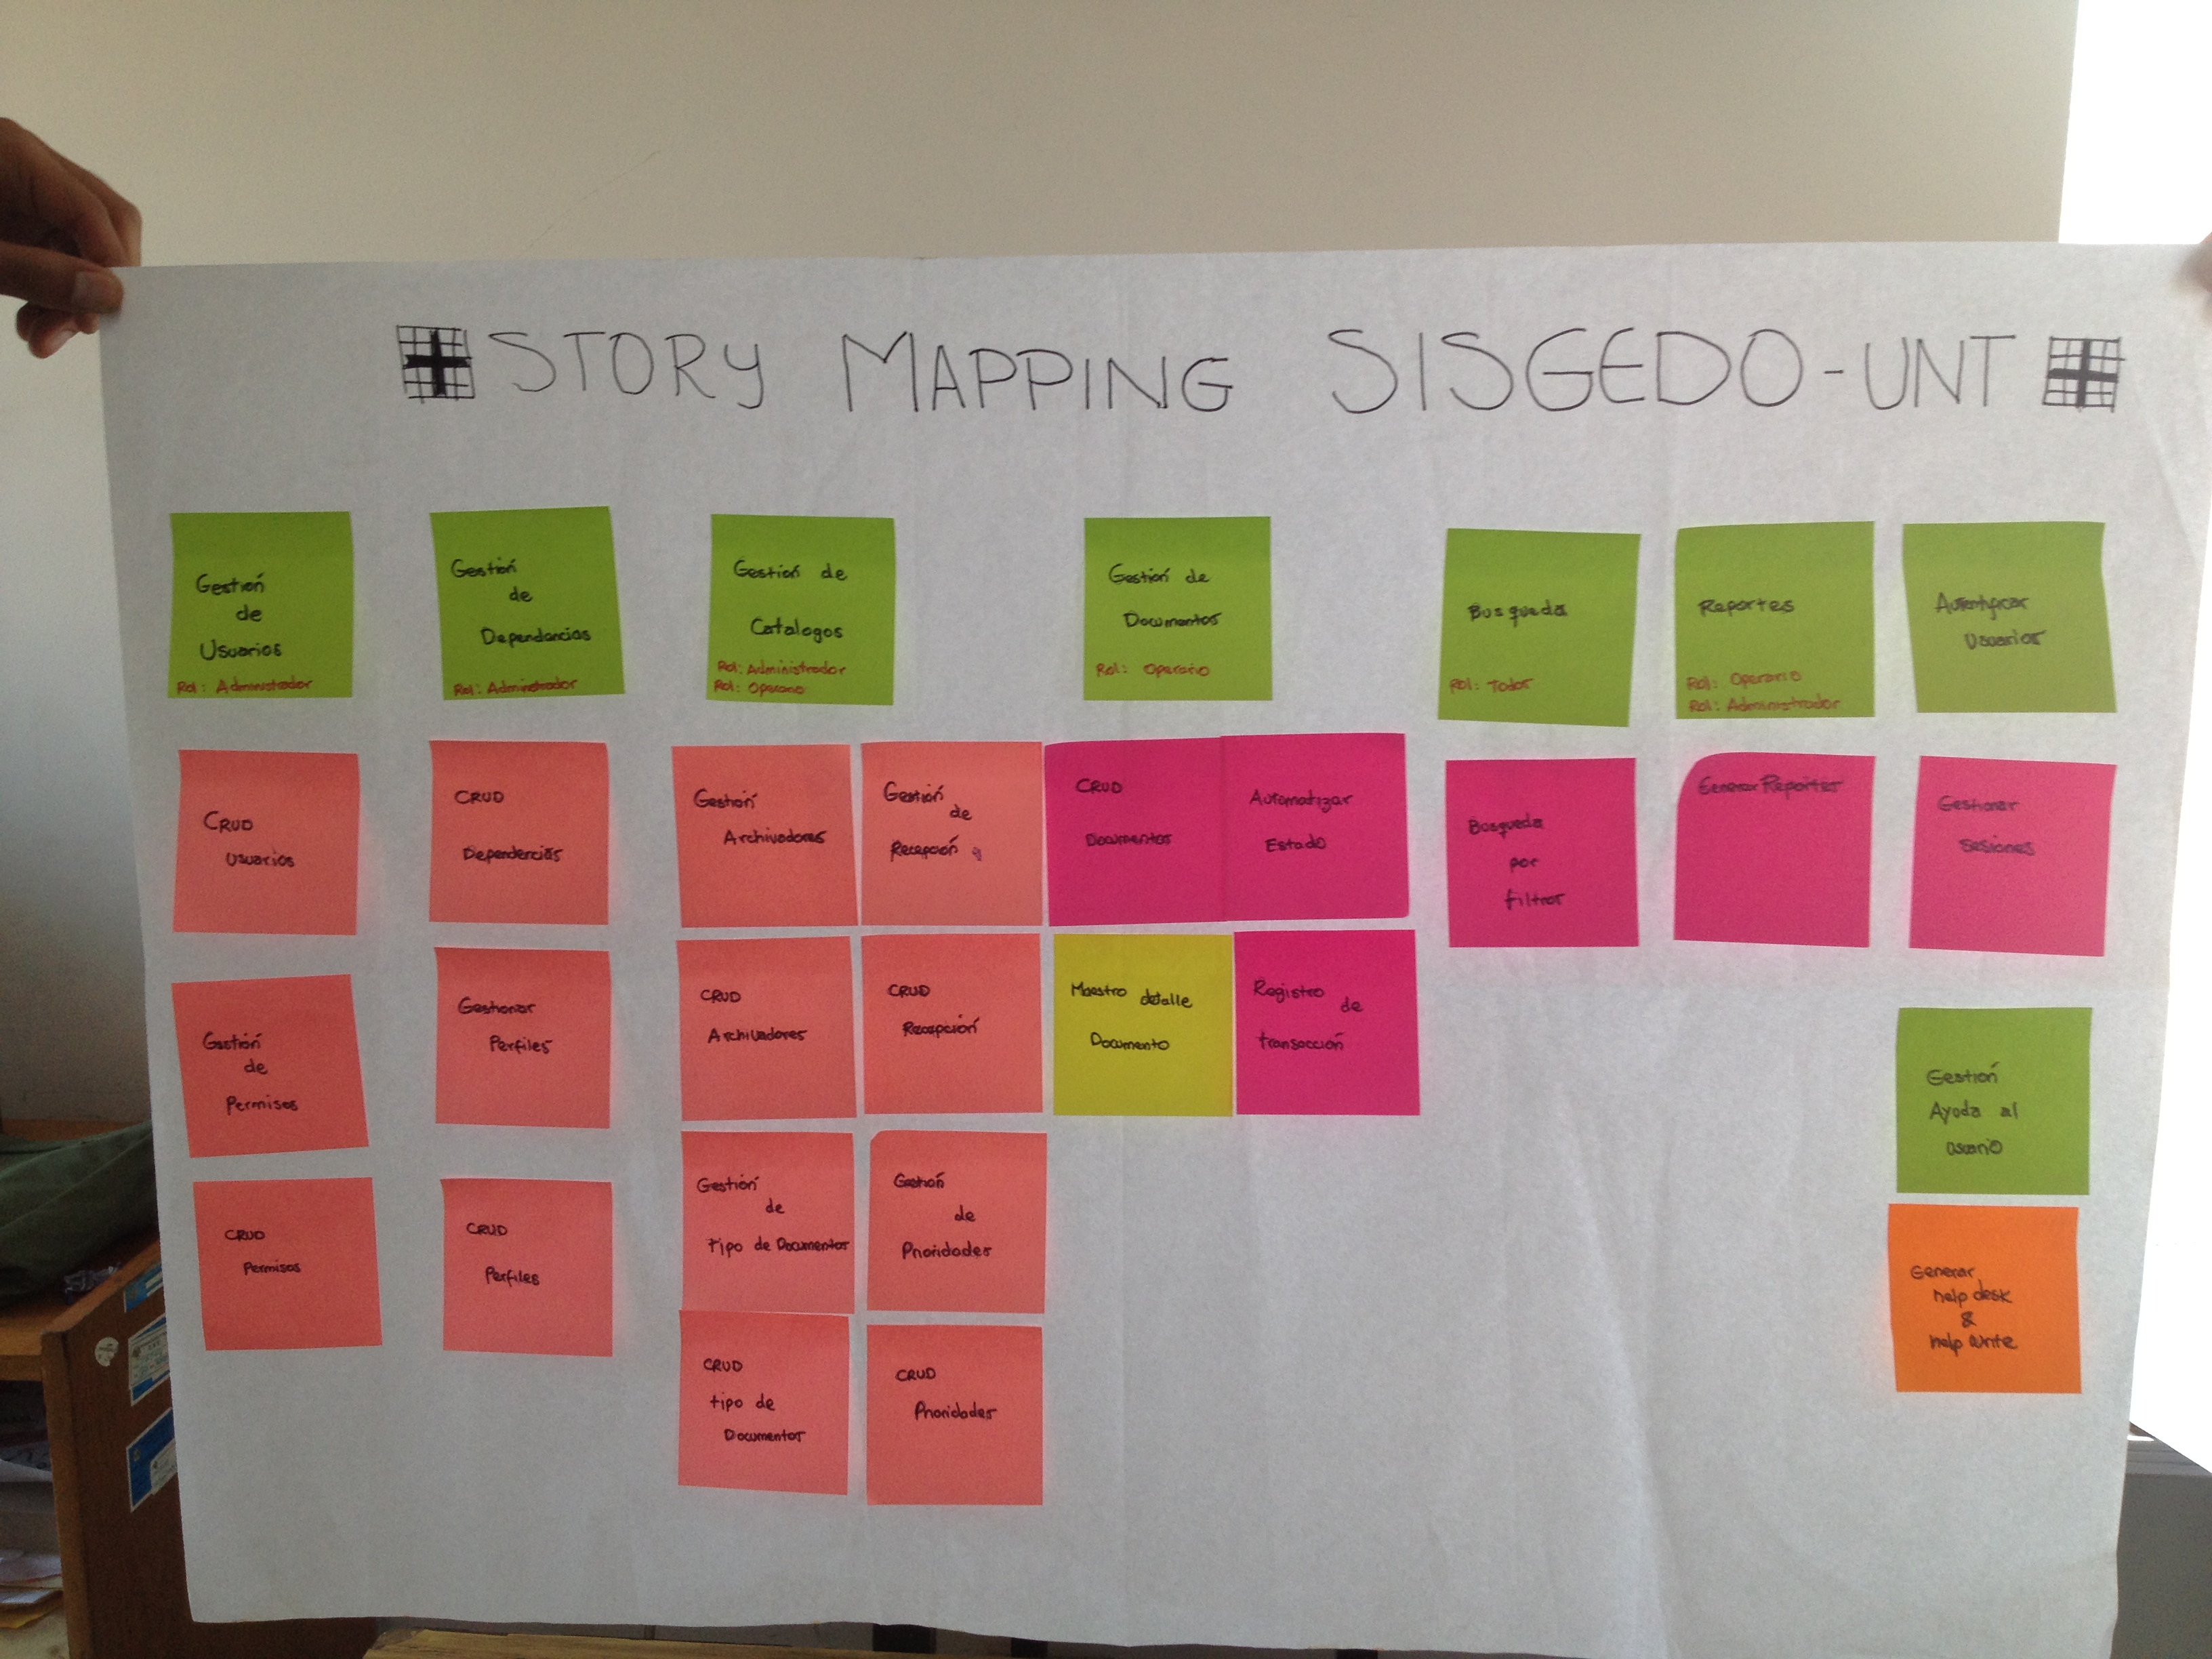 STORY MAPPING SISGEDO-UNT
Gestión
de
Usuarios
Rol: Administrador
Gestión
de
Dependencias
Rol: Administrador
Gestión de
Catalogos
Rol: Administrador
Rol: Operario
Gestión de
Documentos
Rol: Operario
Busqueda
Rol: Todos
Reportes
Rol: Operario
Rol: Administrador
Autentificar
Usuarios
CRUD
Usuarios
CRUD
Dependencias
Gestión
Archivadores
Gestión
de
Recepción
CRUD
Documentos
Automatizar
Estado
Busqueda
por
filtros
Generar Reportes
Gestionar
Sesiones
Gestión
de
Permisos
Gestionar
Perfiles
CRUD
Archivadores
CRUD
Recepción
Maestro detalle
Documento
Registro
de
transacción
Gestión
Ayuda al
usuario
CRUD
Permisos
CRUD
Perfiles
Gestión
de
tipo de Documentos
Gestión
de
Prioridades
Generar
help desk
&
help write
CRUD
tipo de
Documentos
CRUD
Prioridades